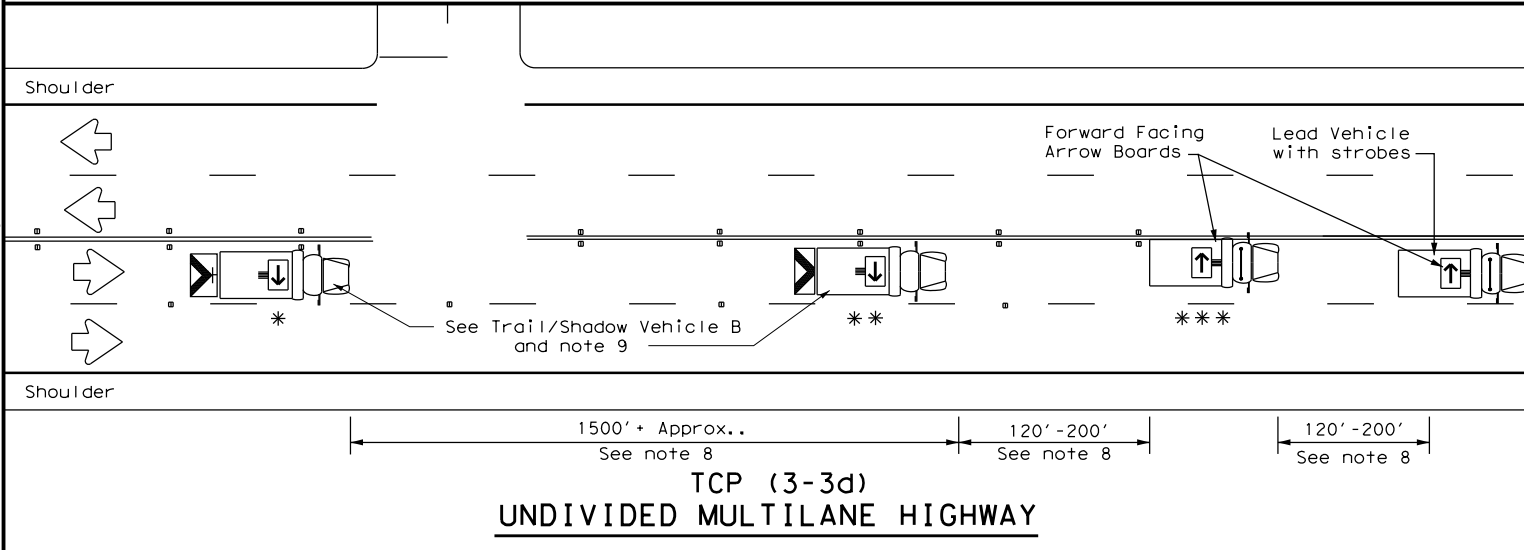 Shoulder
Forward Facing
Arrow Boards
Lead Vehicle
with strobes
*
**
***
See Trail/Shadow Vehicle B
and note 9
Shoulder
1500'+ Approx..
See note 8
120'-200'
See note 8
120'-200'
See note 8
TCP (3-3d)
UNDIVIDED MULTILANE HIGHWAY